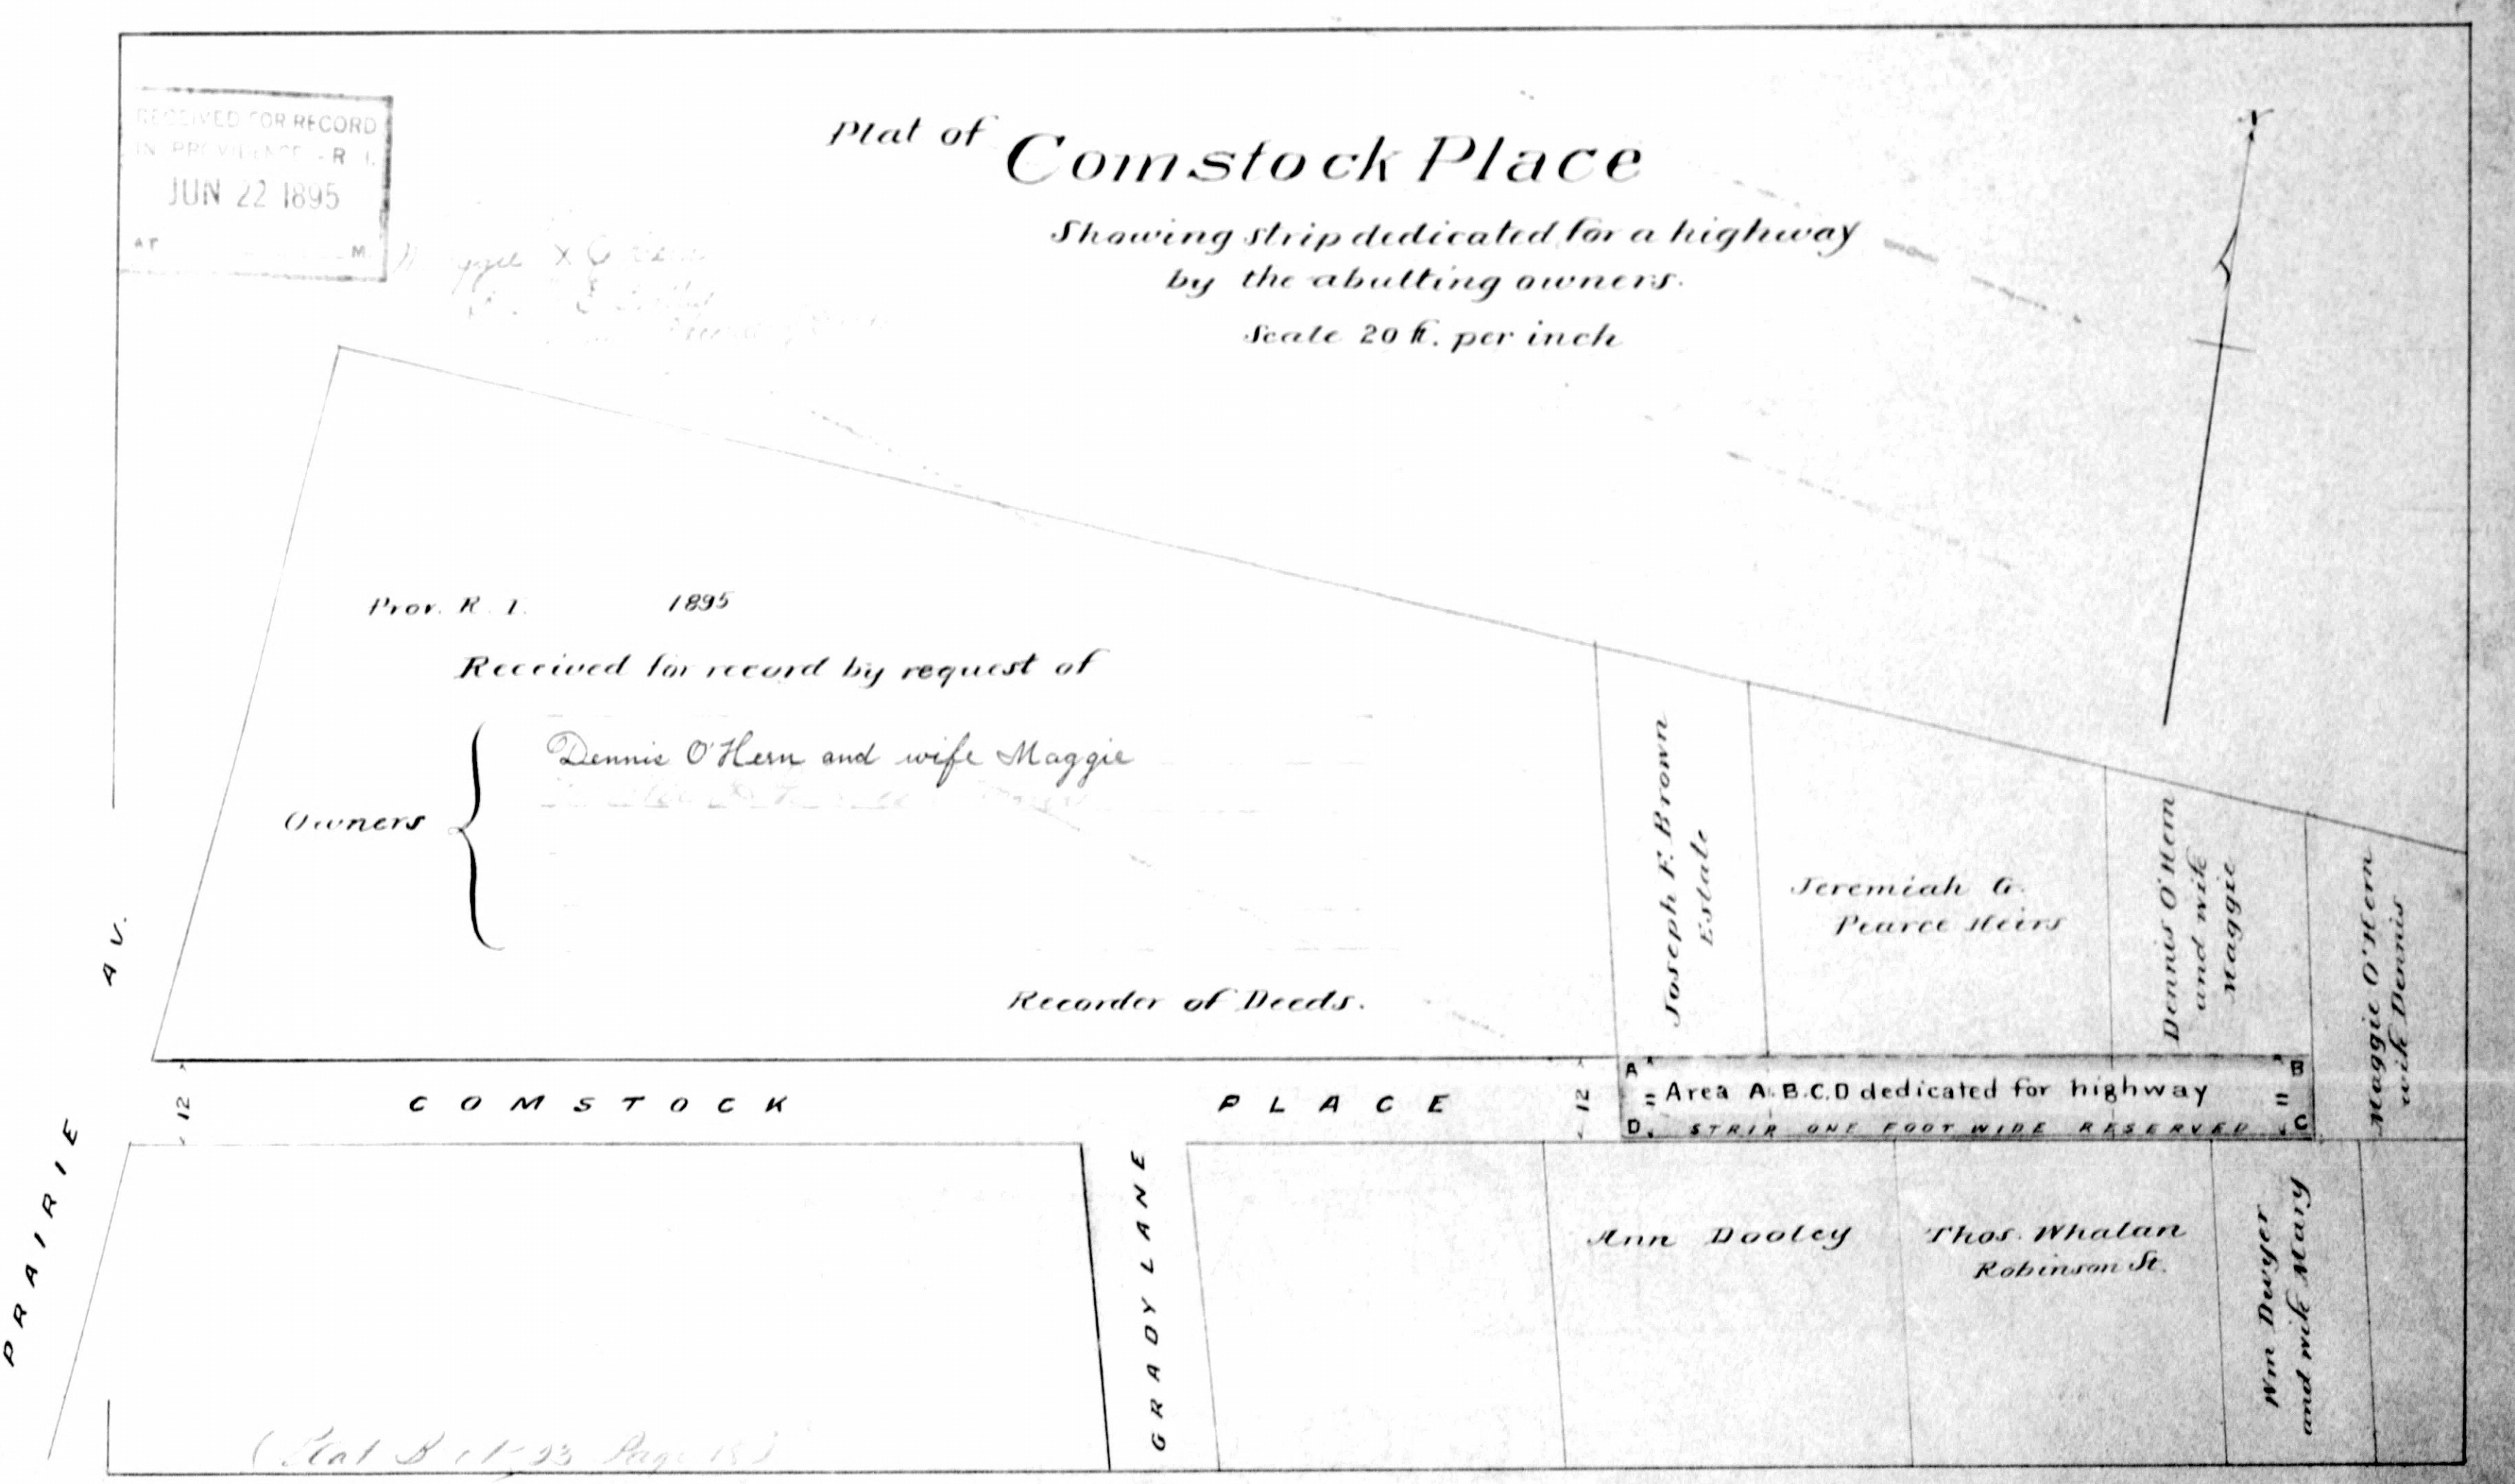 RECEIVED FOR RECORD
IN PROVIDENCE - R. I.
JUN 22 1895
AT M.
Plat of
Comstock Place
Showing strip dedicated for a highway
by the abutting owners.
Scale 20 ft. per inch
Prov. R. I. 1895
Received for record by request of
Owners
Dennis O'Hern and wife Maggie
Recorder of Deeds.
Joseph F. Brown
Estate
Jeremiah G.
Pearce Heirs
Dennis O'Hern
and wife
Maggie
Maggie O'Hern
wife Dennis
PRAIRIE AV.
12
COMSTOCK PLACE
12
A B
= Area A.B.C.D dedicated for highway =
D. STRIP ONE FOOT WIDE RESERVED C
GRADY LANE
Ann Dooley
Thos. Whalan
Robinson St.
Wm Dwyer
and wife Mary
(Plat B Page 18)